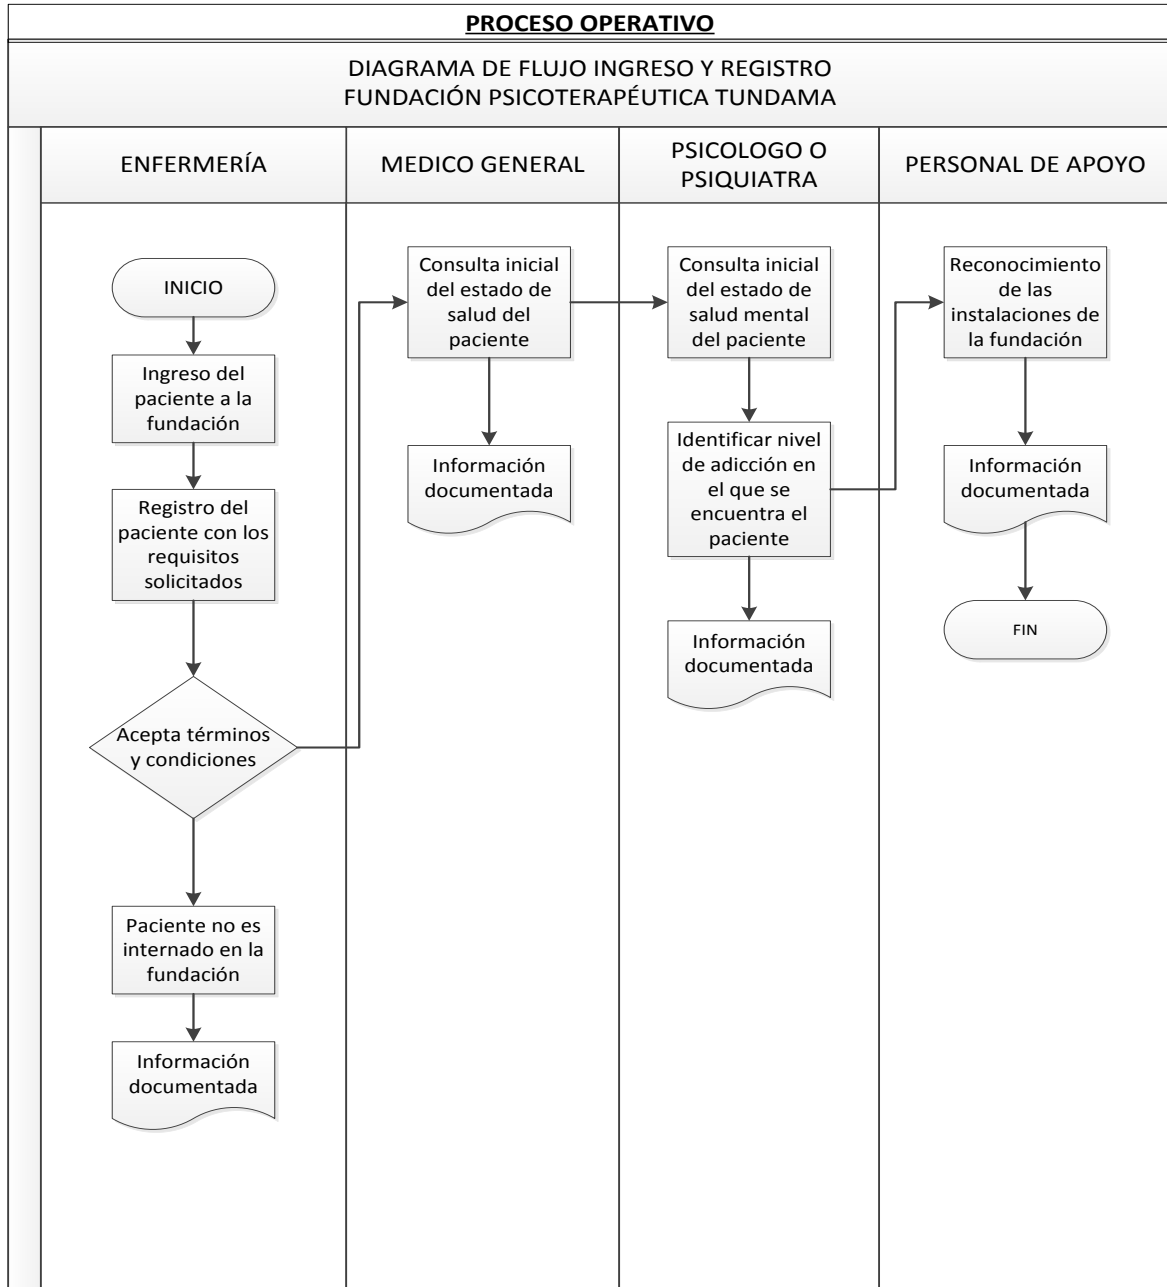 PROCESO OPERATIVO
DIAGRAMA DE FLUJO INGRESO Y REGISTRO
FUNDACIÓN PSICOTERAPÉUTICA TUNDAMA
ENFERMERÍA
MEDICO GENERAL
PSICOLOGO O
PSIQUIATRA
PERSONAL DE APOYO
INICIO
Ingreso del
paciente a la
fundación
Registro del
paciente con los
requisitos
solicitados
Acepta términos
y condiciones
Paciente no es
internado en la
fundación
Información
documentada
Consulta inicial
del estado de
salud del
paciente
Información
documentada
Consulta inicial
del estado de
salud mental
del paciente
Identificar nivel
de adicción en
el que se
encuentra el
paciente
Información
documentada
Reconocimiento
de las
instalaciones de
la fundación
Información
documentada
FIN